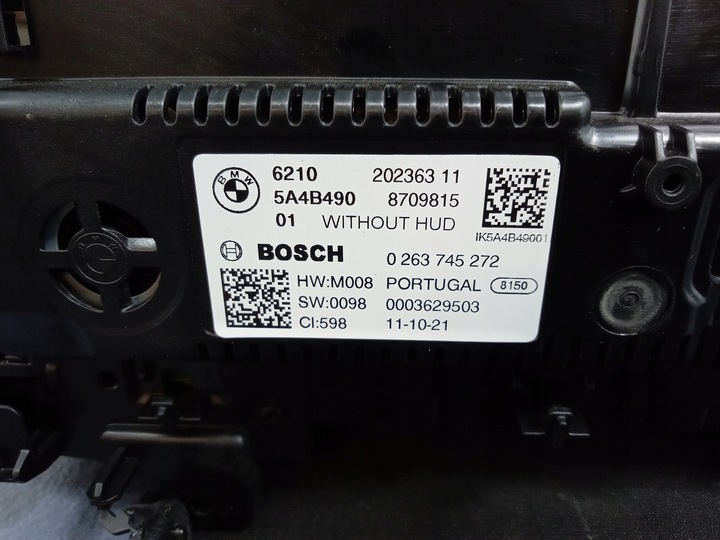 BMW
6210 202363 11
5A4B490 8709815
01 WITHOUT HUD
IK5A4B49001
BOSCH 0 263 745 272
HW:M008 PORTUGAL 8150
SW:0098 0003629503
CI:598 11-10-21